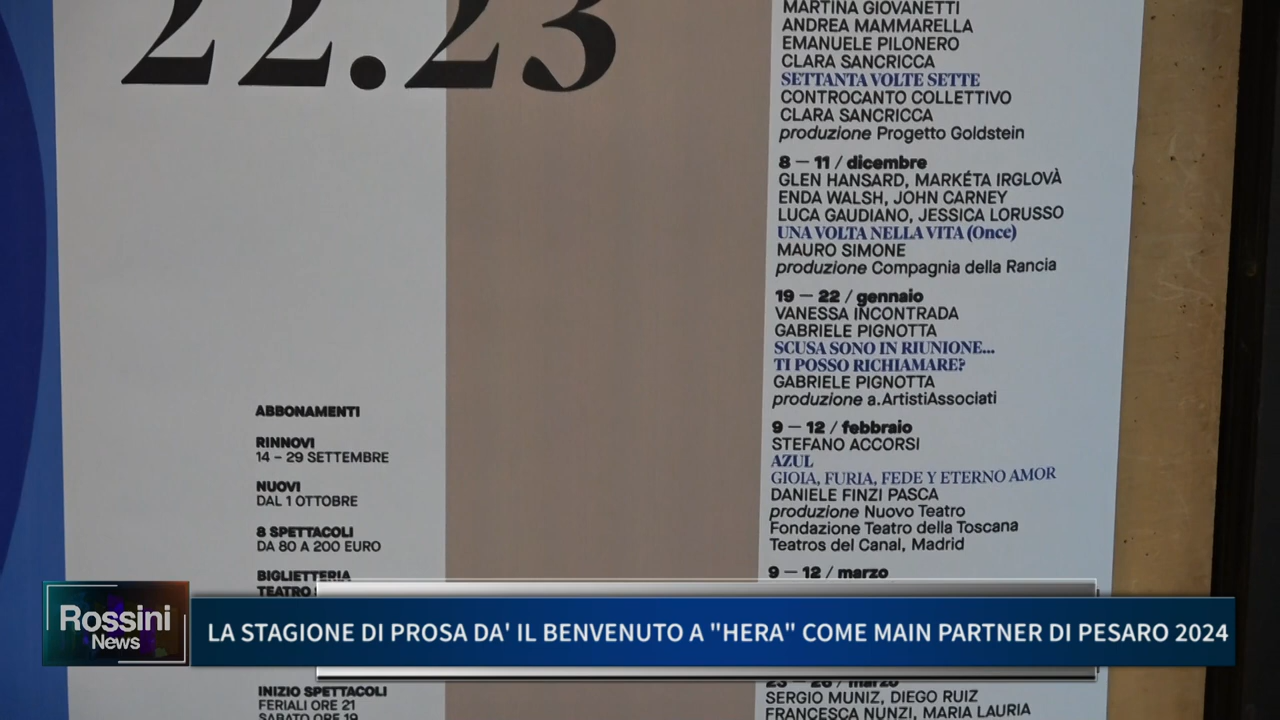 22.23
ABBONAMENTI
RINNOVI
14 – 29 SETTEMBRE
NUOVI
DAL 1 OTTOBRE
8 SPETTACOLI
DA 80 A 200 EURO
BIGLIETTERIA
TEATRO
INIZIO SPETTACOLI
FERIALI ORE 21
SABATO ORE 19
MARTINA GIOVANETTI
ANDREA MAMMARELLA
EMANUELE PILONERO
CLARA SANCRICCA
SETTANTA VOLTE SETTE
CONTROCANTO COLLETTIVO
CLARA SANCRICCA
produzione Progetto Goldstein
8 — 11 / dicembre
GLEN HANSARD, MARKÉTA IRGLOVÀ
ENDA WALSH, JOHN CARNEY
LUCA GAUDIANO, JESSICA LORUSSO
UNA VOLTA NELLA VITA (Once)
MAURO SIMONE
produzione Compagnia della Rancia
19 — 22 / gennaio
VANESSA INCONTRADA
GABRIELE PIGNOTTA
SCUSA SONO IN RIUNIONE...
TI POSSO RICHIAMARE?
GABRIELE PIGNOTTA
produzione a.ArtistiAssociati
9 — 12 / febbraio
STEFANO ACCORSI
AZUL
GIOIA, FURIA, FEDE Y ETERNO AMOR
DANIELE FINZI PASCA
produzione Nuovo Teatro
Fondazione Teatro della Toscana
Teatros del Canal, Madrid
9 — 12 / marzo
23 — 26 / marzo
SERGIO MUNIZ, DIEGO RUIZ
FRANCESCA NUNZI, MARIA LAURIA
Rossini
News
LA STAGIONE DI PROSA DA' IL BENVENUTO A "HERA" COME MAIN PARTNER DI PESARO 2024